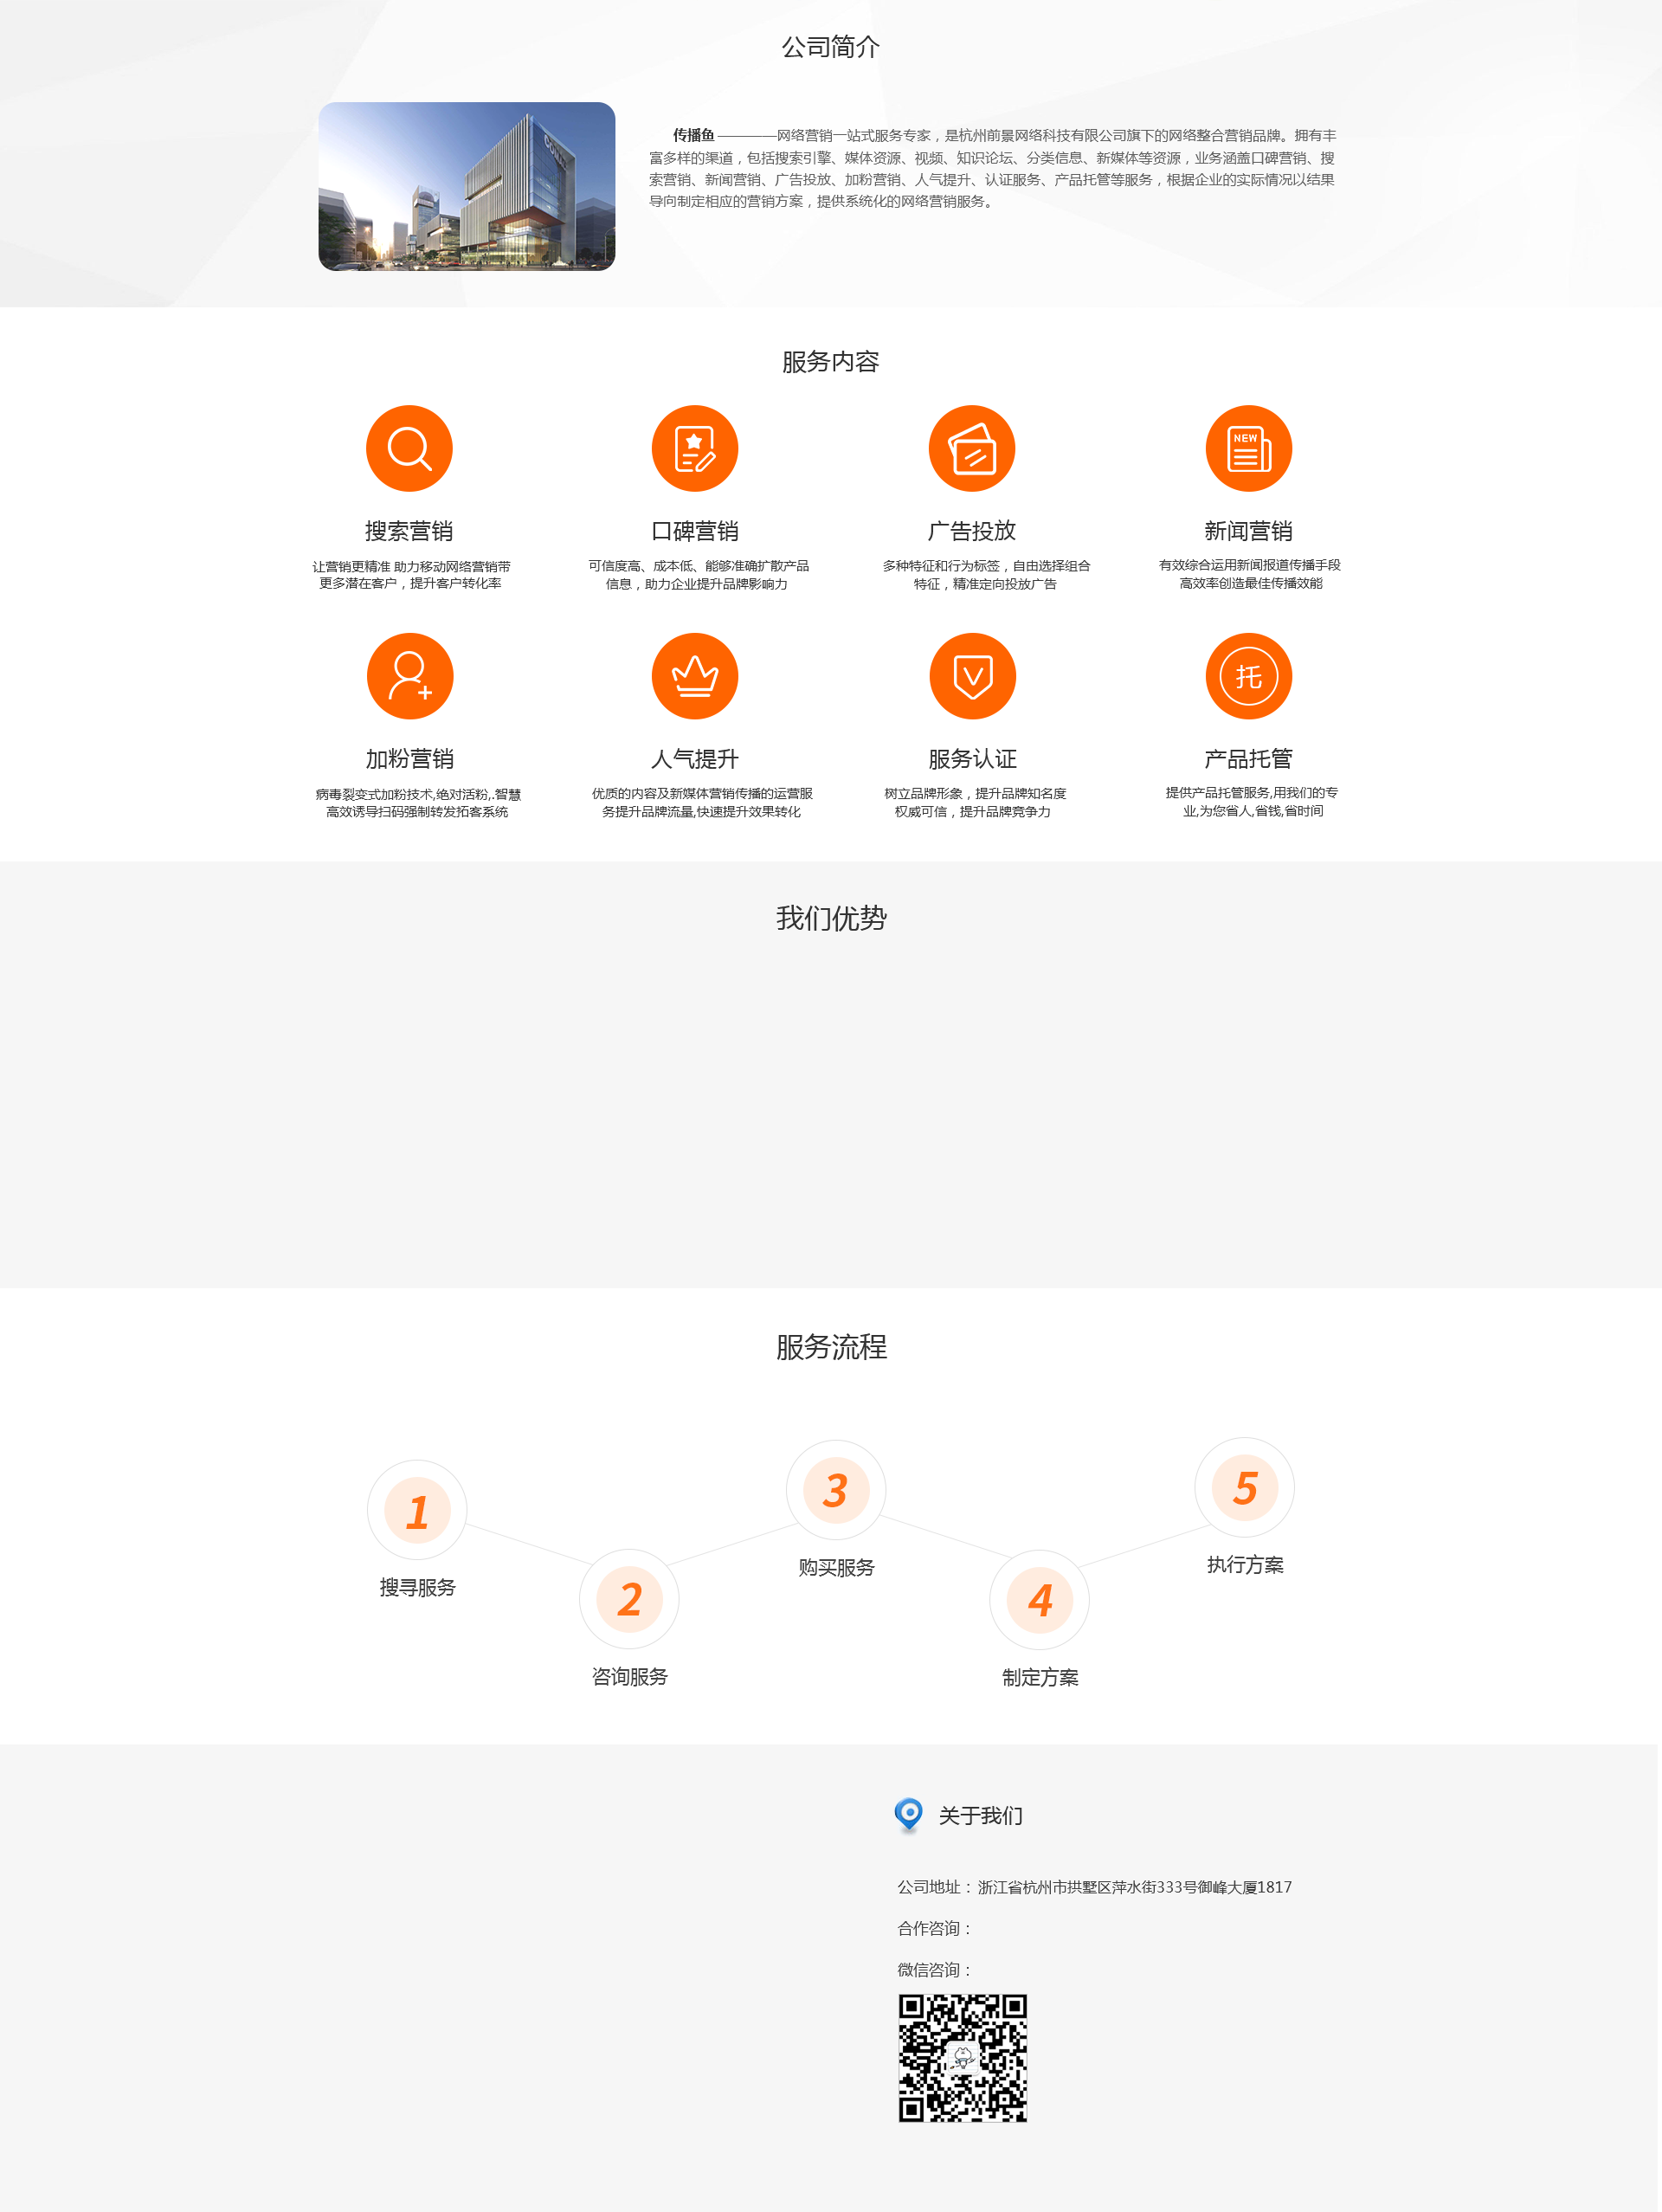 公司简介
传播鱼 ————网络营销一站式服务专家，是杭州前景网络科技有限公司旗下的网络整合营销品牌。拥有丰
富多样的渠道，包括搜索引擎、媒体资源、视频、知识论坛、分类信息、新媒体等资源，业务涵盖口碑营销、搜
索营销、新闻营销、广告投放、加粉营销、人气提升、认证服务、产品托管等服务，根据企业的实际情况以结果
导向制定相应的营销方案，提供系统化的网络营销服务。
服务内容
NEW
搜索营销
让营销更精准 助力移动网络营销带
更多潜在客户，提升客户转化率
口碑营销
可信度高、成本低、能够准确扩散产品
信息，助力企业提升品牌影响力
广告投放
多种特征和行为标签，自由选择组合
特征，精准定向投放广告
新闻营销
有效综合运用新闻报道传播手段
高效率创造最佳传播效能
托
加粉营销
病毒裂变式加粉技术,绝对活粉,.智慧
高效诱导扫码强制转发拓客系统
人气提升
优质的内容及新媒体营销传播的运营服
务提升品牌流量,快速提升效果转化
服务认证
树立品牌形象，提升品牌知名度
权威可信，提升品牌竞争力
产品托管
提供产品托管服务,用我们的专
业,为您省人,省钱,省时间
我们优势
服务流程
1
搜寻服务
2
咨询服务
3
购买服务
4
制定方案
5
执行方案
关于我们
公司地址：浙江省杭州市拱墅区萍水街333号御峰大厦1817
合作咨询：
微信咨询：